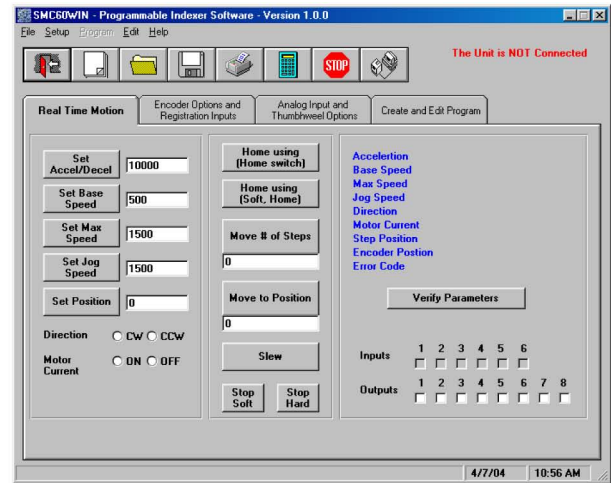 SMC60WIN - Programmable Indexer Software - Version 1.0.0
File Setup Program Edit Help
STOP
The Unit is NOT Connected
Real Time Motion
Encoder Options and
Registration Inputs
Analog Input and
Thumbhweel Options
Create and Edit Program
Set
Accel/Decel
10000
Set Base
Speed
500
Set Max
Speed
1500
Set Jog
Speed
1500
Set Position
0
Direction
CW CCW
Motor
Current
ON OFF
Home using
(Home switch)
Home using
(Soft, Home)
Move # of Steps
0
Move to Position
0
Slew
Stop
Soft
Stop
Hard
Accelertion
Base Speed
Max Speed
Jog Speed
Direction
Motor Current
Step Position
Encoder Postion
Error Code
Verify Parameters
Inputs
1 2 3 4 5 6
Outputs
1 2 3 4 5 6 7 8
4/7/04
10:56 AM